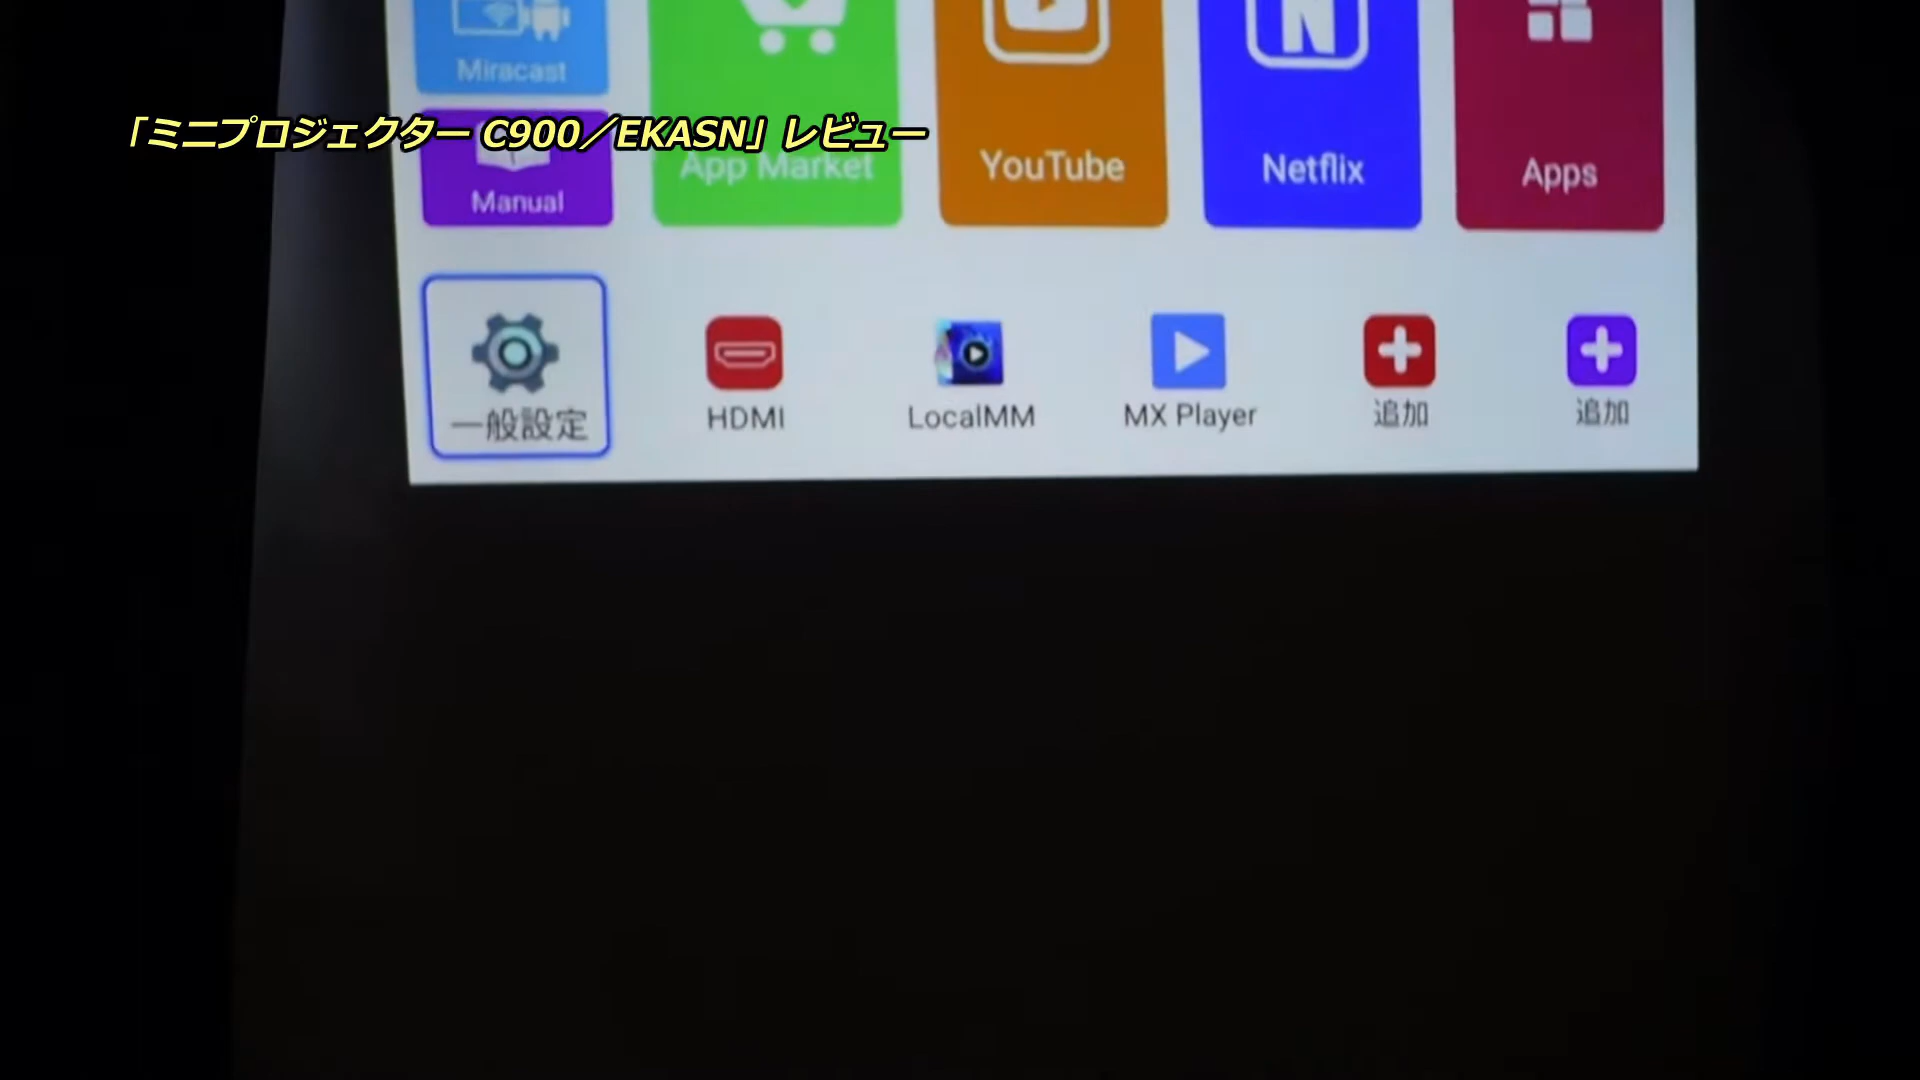 Miracast
「ミニプロジェクター C900／EKASN」レビュー
Manual
App Market
YouTube
Netflix
Apps
一般設定
HDMI
LocalMM
MX Player
追加
追加